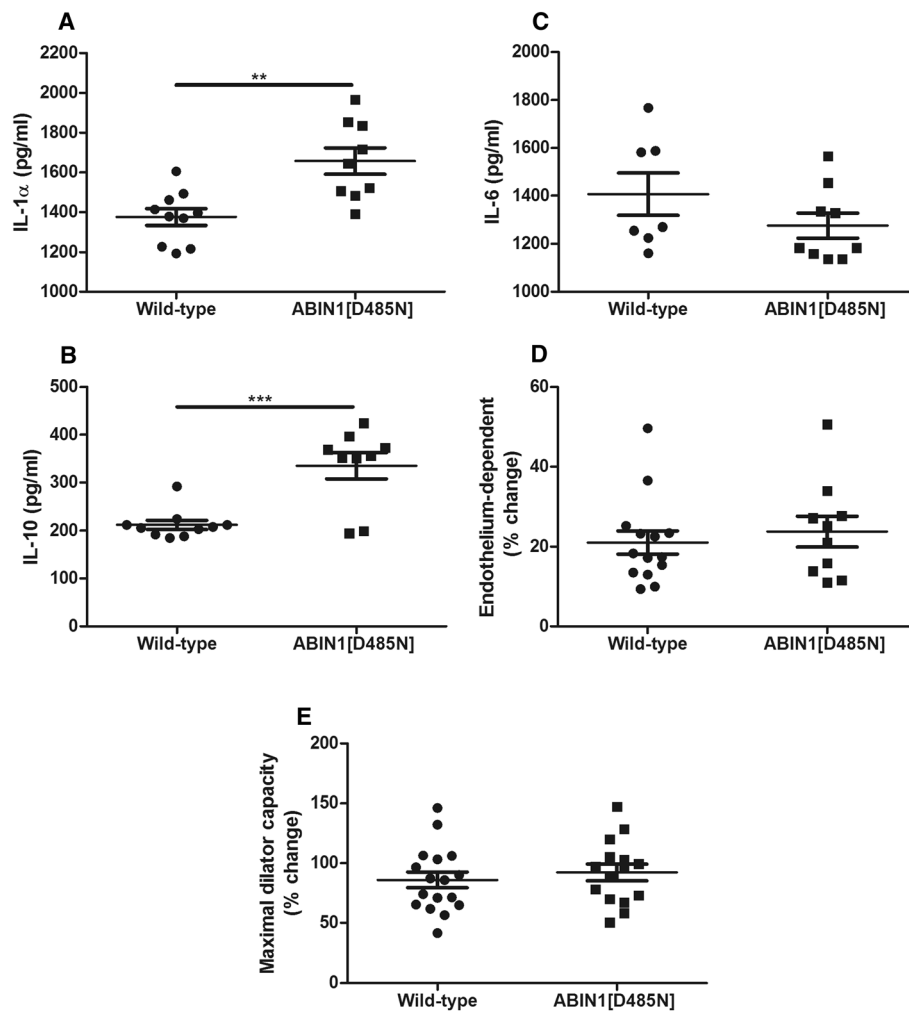 A
2200
2000
1800
1600
1400
1200
1000
IL-1α (pg/ml)
**
Wild-type
ABIN1[D485N]
C
2000
1800
1600
1400
1200
1000
IL-6 (pg/ml)
Wild-type
ABIN1[D485N]
B
500
400
300
200
100
0
IL-10 (pg/ml)
***
Wild-type
ABIN1[D485N]
D
60
40
20
0
Endothelium-dependent
(% change)
Wild-type
ABIN1[D485N]
E
200
150
100
50
0
Maximal dilator capacity
(% change)
Wild-type
ABIN1[D485N]